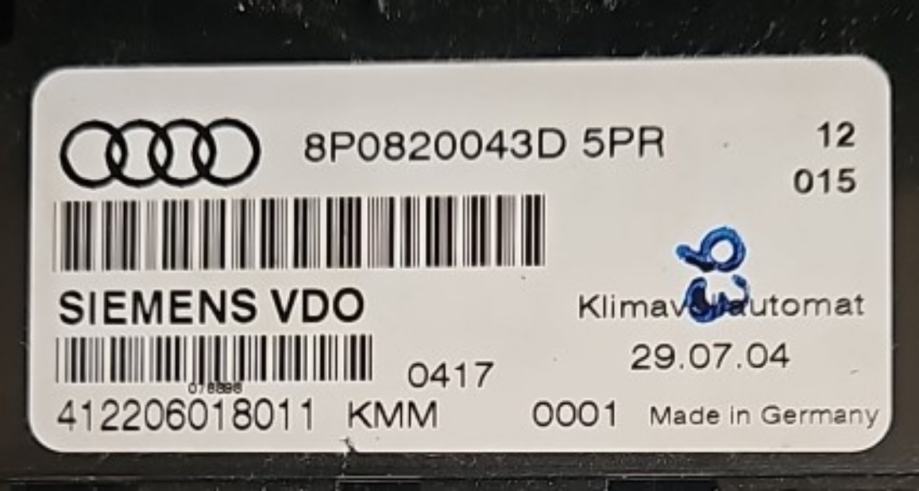 8P0820043D 5PR 12
015
SIEMENS VDO
Klimavollautomat
29.07.04
0417
412206018011 KMM 0001 Made in Germany